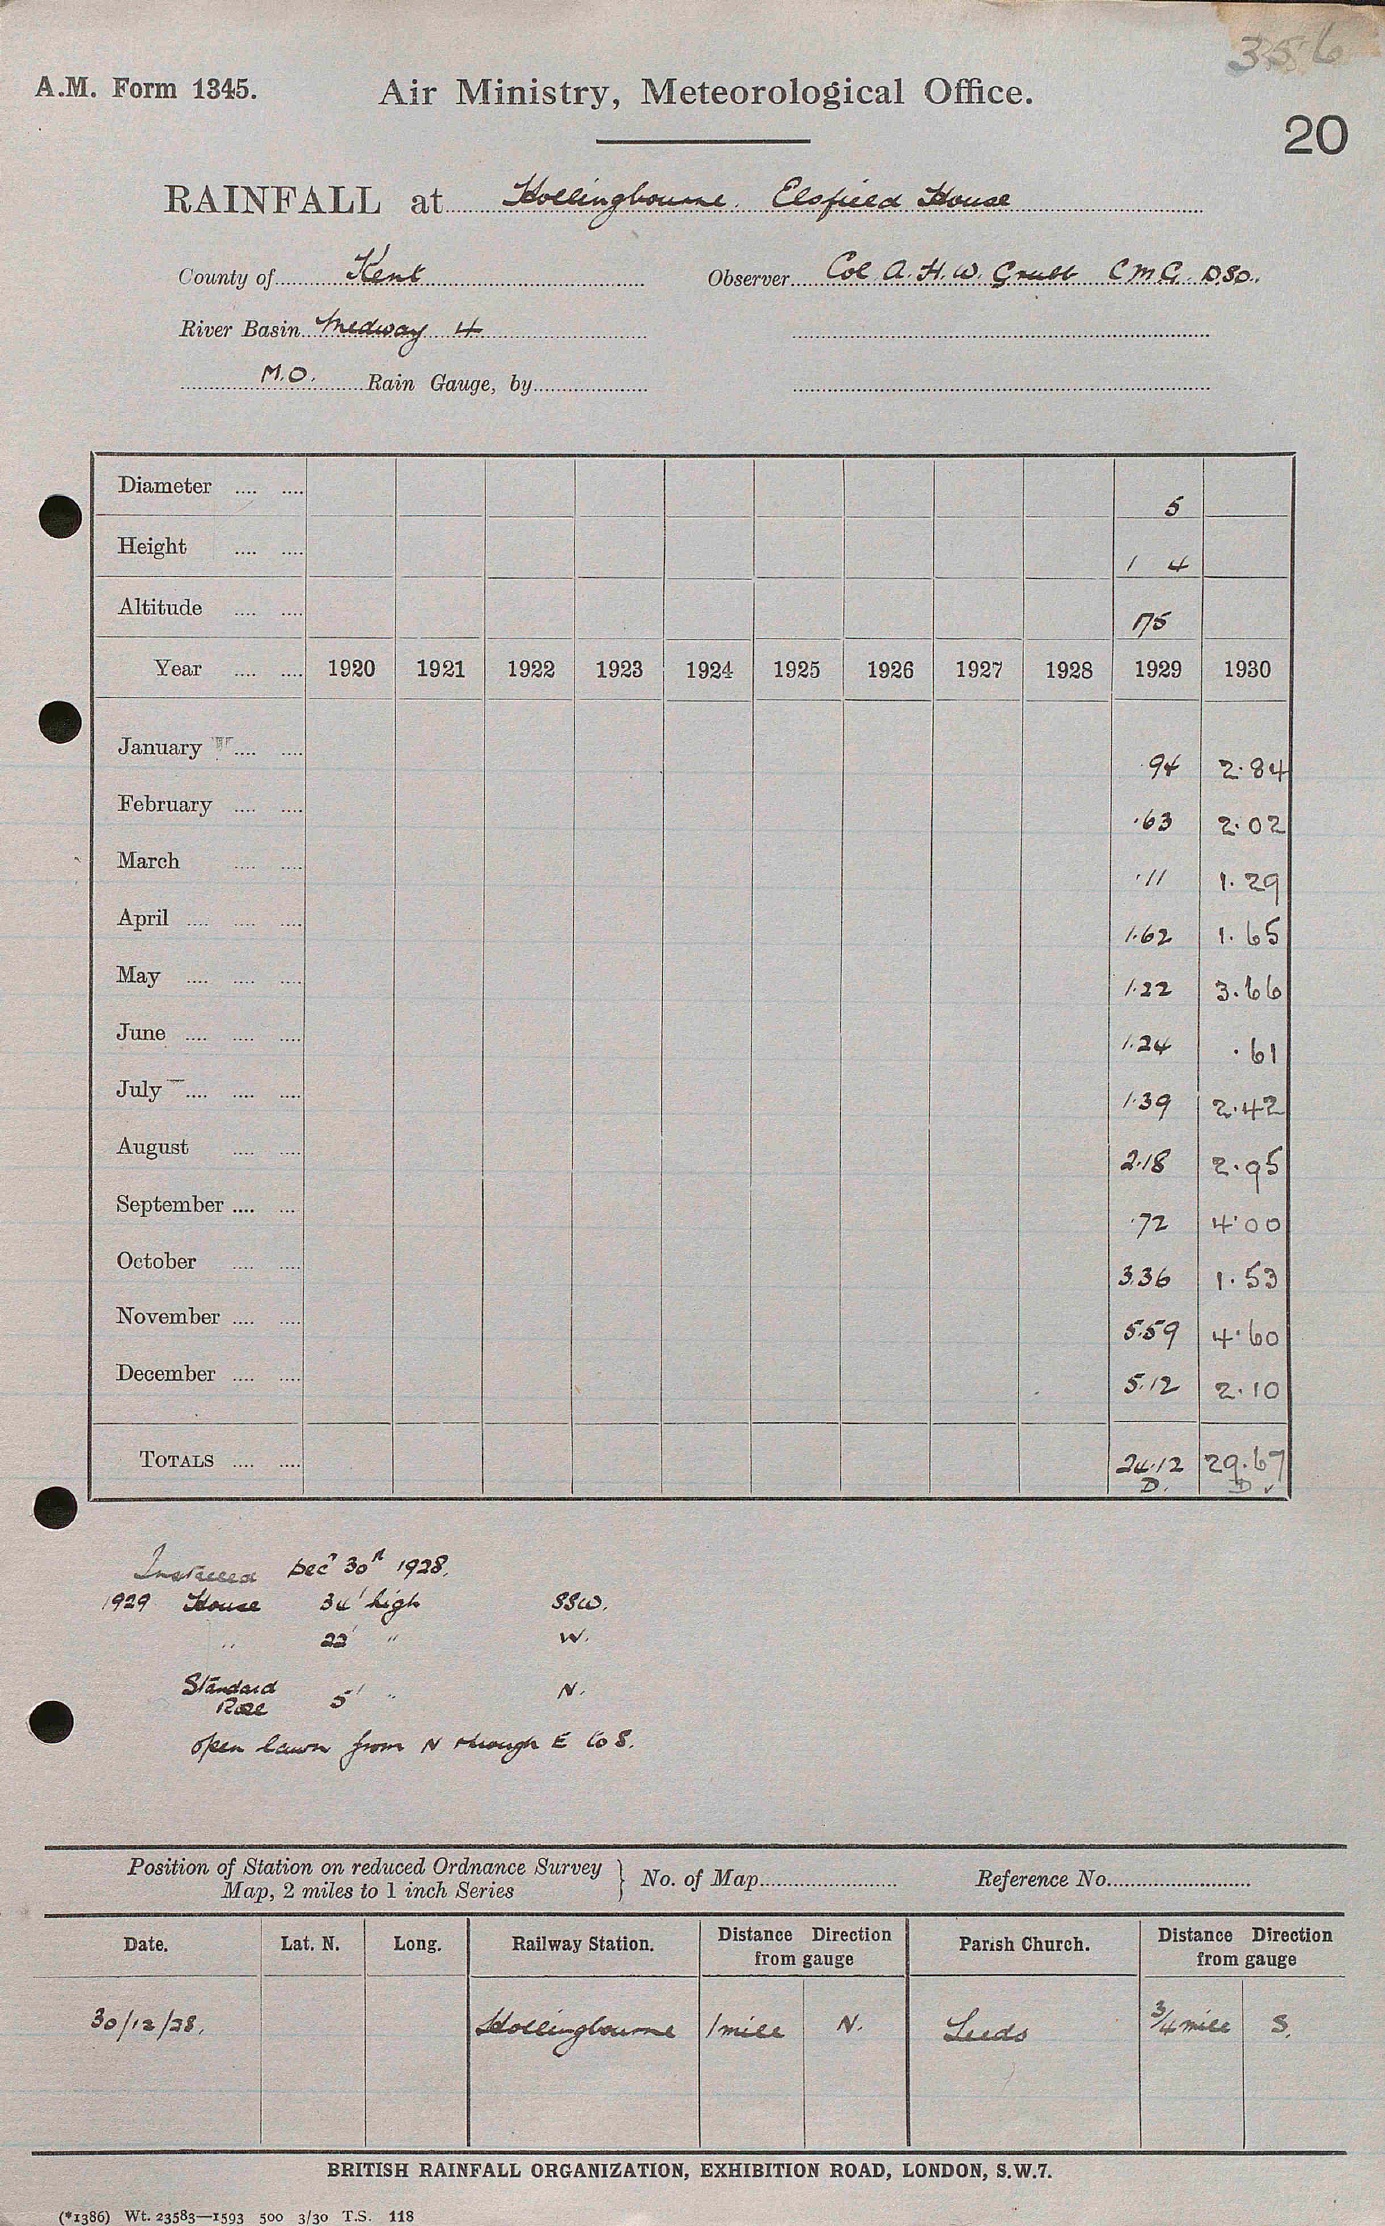 356
A.M. Form 1345. Air Ministry, Meteorological Office.
20
RAINFALL at Hollingbourne. Elsfield House
County of Kent Observer Col A. H. W. Grubb C M G. DSO.
River Basin Medway 4
M.O. Rain Gauge, by
Diameter .... .... 5
Height .... .... 1 4
Altitude .... .... 175
Year .... .... 1920 1921 1922 1923 1924 1925 1926 1927 1928 1929 1930
January .... .... .94 2.84
February .... .... .63 2.02
March .... .... .11 1.29
April .... .... .... 1.62 1.65
May .... .... .... 1.22 3.66
June .... .... .... 1.24 .61
July .... .... .... 1.39 2.42
August .... .... 2.18 2.95
September .... ... .72 4.00
October .... .... 3.36 1.53
November .... .... 5.59 4.60
December .... .... 5.12 2.10
TOTALS .... .... 24.12 29.67
D. D ✓
Installed Decr 30th 1928.
1929 House 34' high SSW.
" 22' " W.
Standard Rose 5' " N.
open lawn from N through E to S.
Position of Station on reduced Ordnance Survey
Map, 2 miles to 1 inch Series } No. of Map Reference No.
Date. Lat. N. Long. Railway Station. Distance Direction from gauge Parish Church. Distance Direction from gauge
30/12/28. Hollingbourne 1 mile N. Leeds 3/4 mile S.
BRITISH RAINFALL ORGANIZATION, EXHIBITION ROAD, LONDON, S.W.7.
(*1386) Wt. 23583—1593 500 3/30 T.S. 118